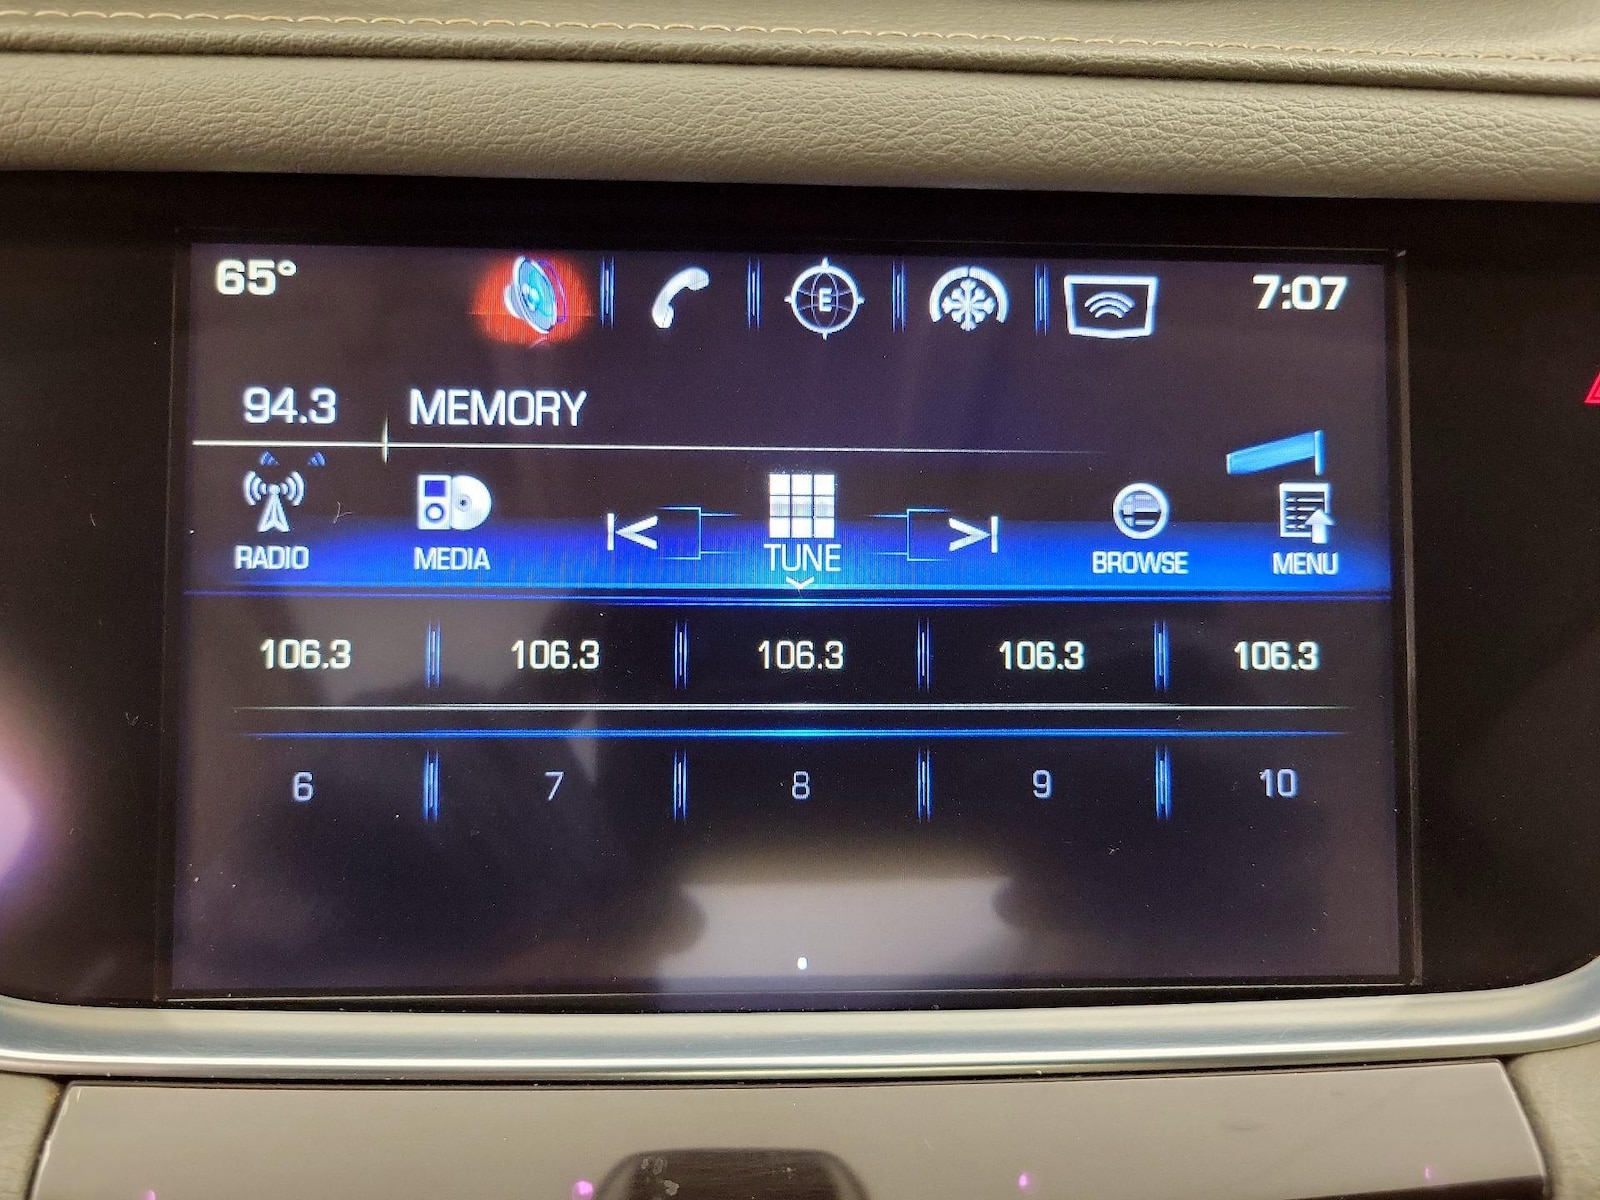 65° E 7:07
94.3 MEMORY
RADIO MEDIA TUNE BROWSE MENU
106.3 106.3 106.3 106.3 106.3
6 7 8 9 10